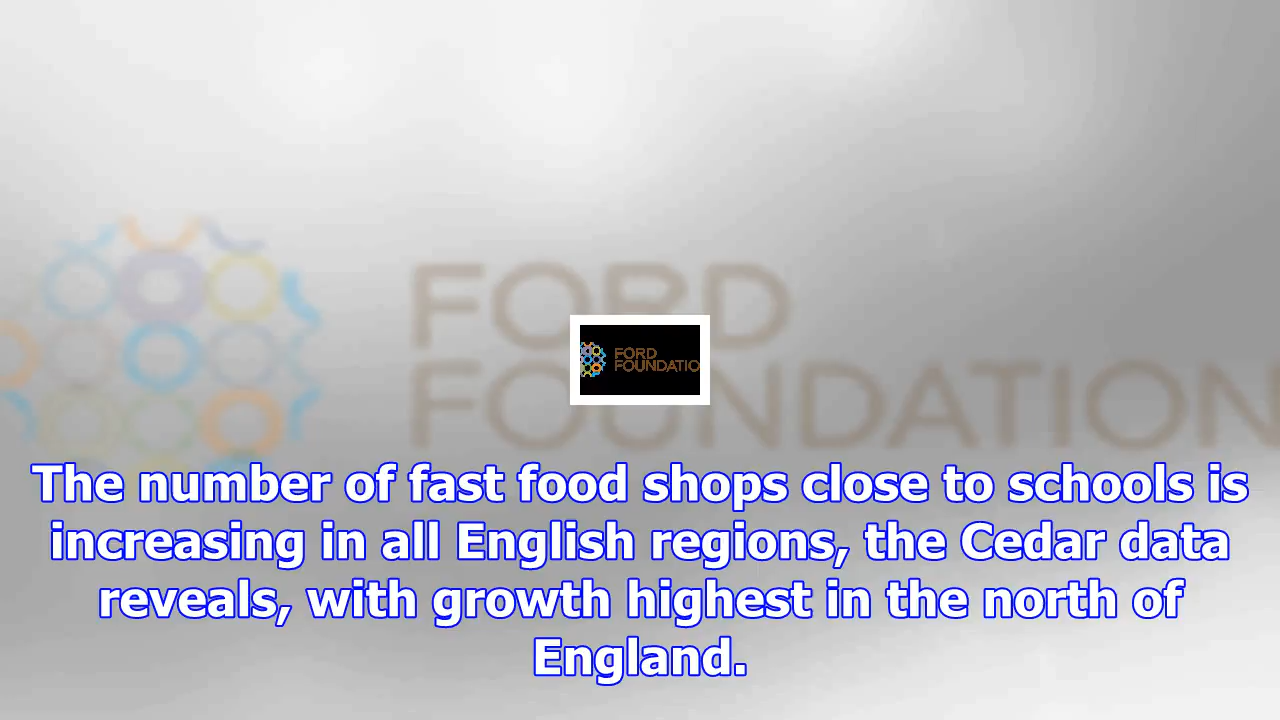 FORD
FOUNDATION
FORD
FOUNDATIO
The number of fast food shops close to schools is
increasing in all English regions, the Cedar data
reveals, with growth highest in the north of
England.